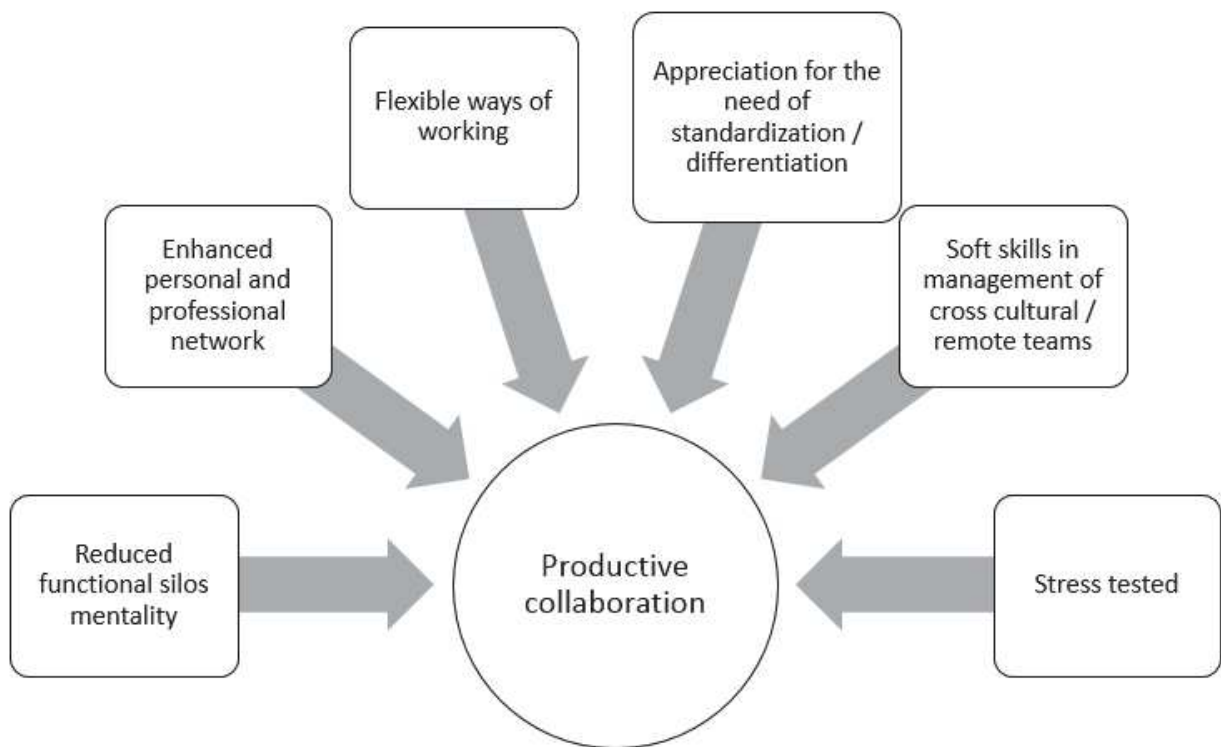 Flexible ways of
working
Appreciation for the
need of
standardization /
differentiation
Enhanced
personal and
professional
network
Soft skills in
management of
cross cultural /
remote teams
Reduced
functional silos
mentality
Productive
collaboration
Stress tested